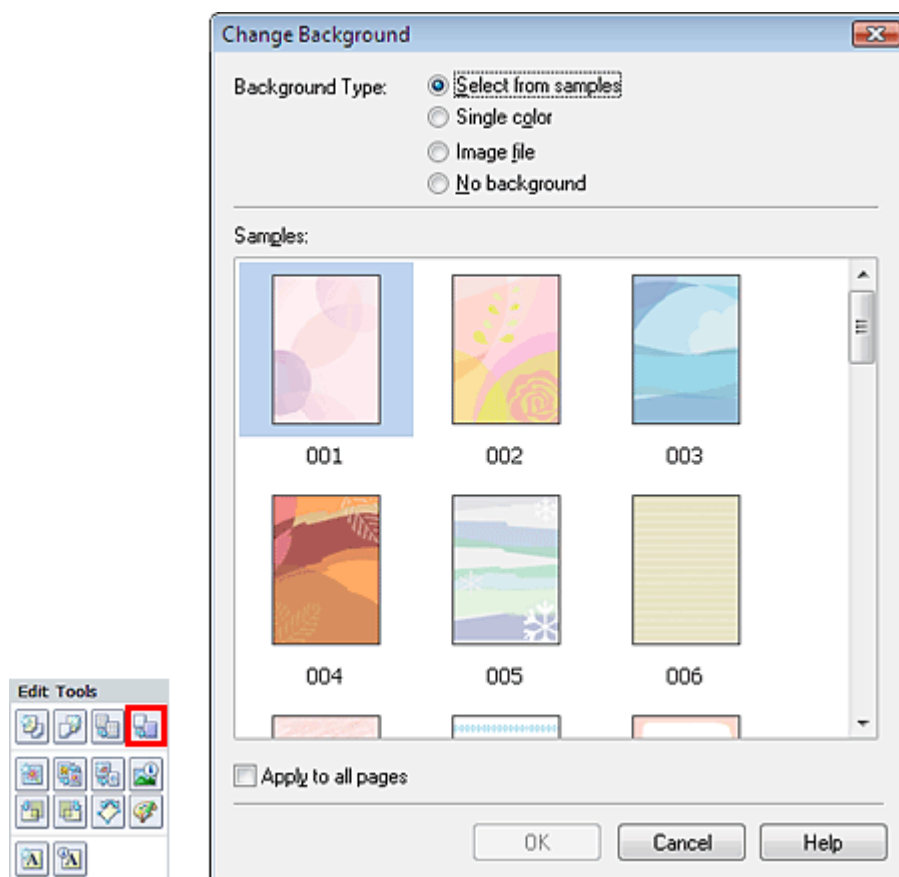 Change Background
Background Type:
Select from samples
Single color
Image file
No background
Samples:
001 002 003
004 005 006
Edit Tools
Apply to all pages
A A
OK Cancel Help